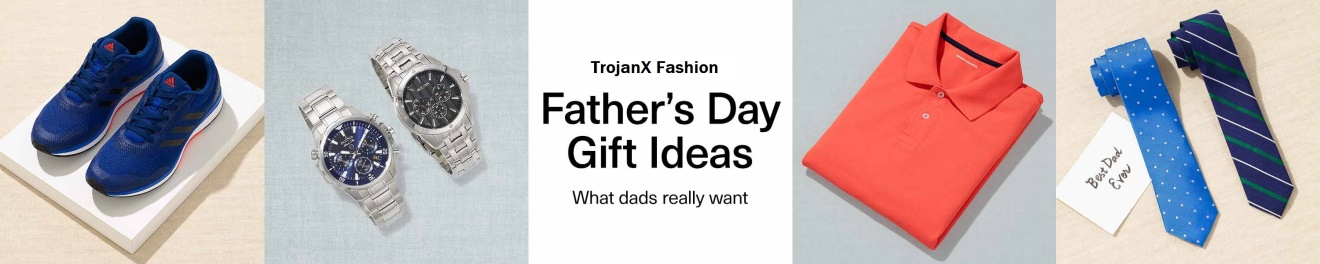 TrojanX Fashion
Father's Day
Gift Ideas
What dads really want
Best Dad
Ever